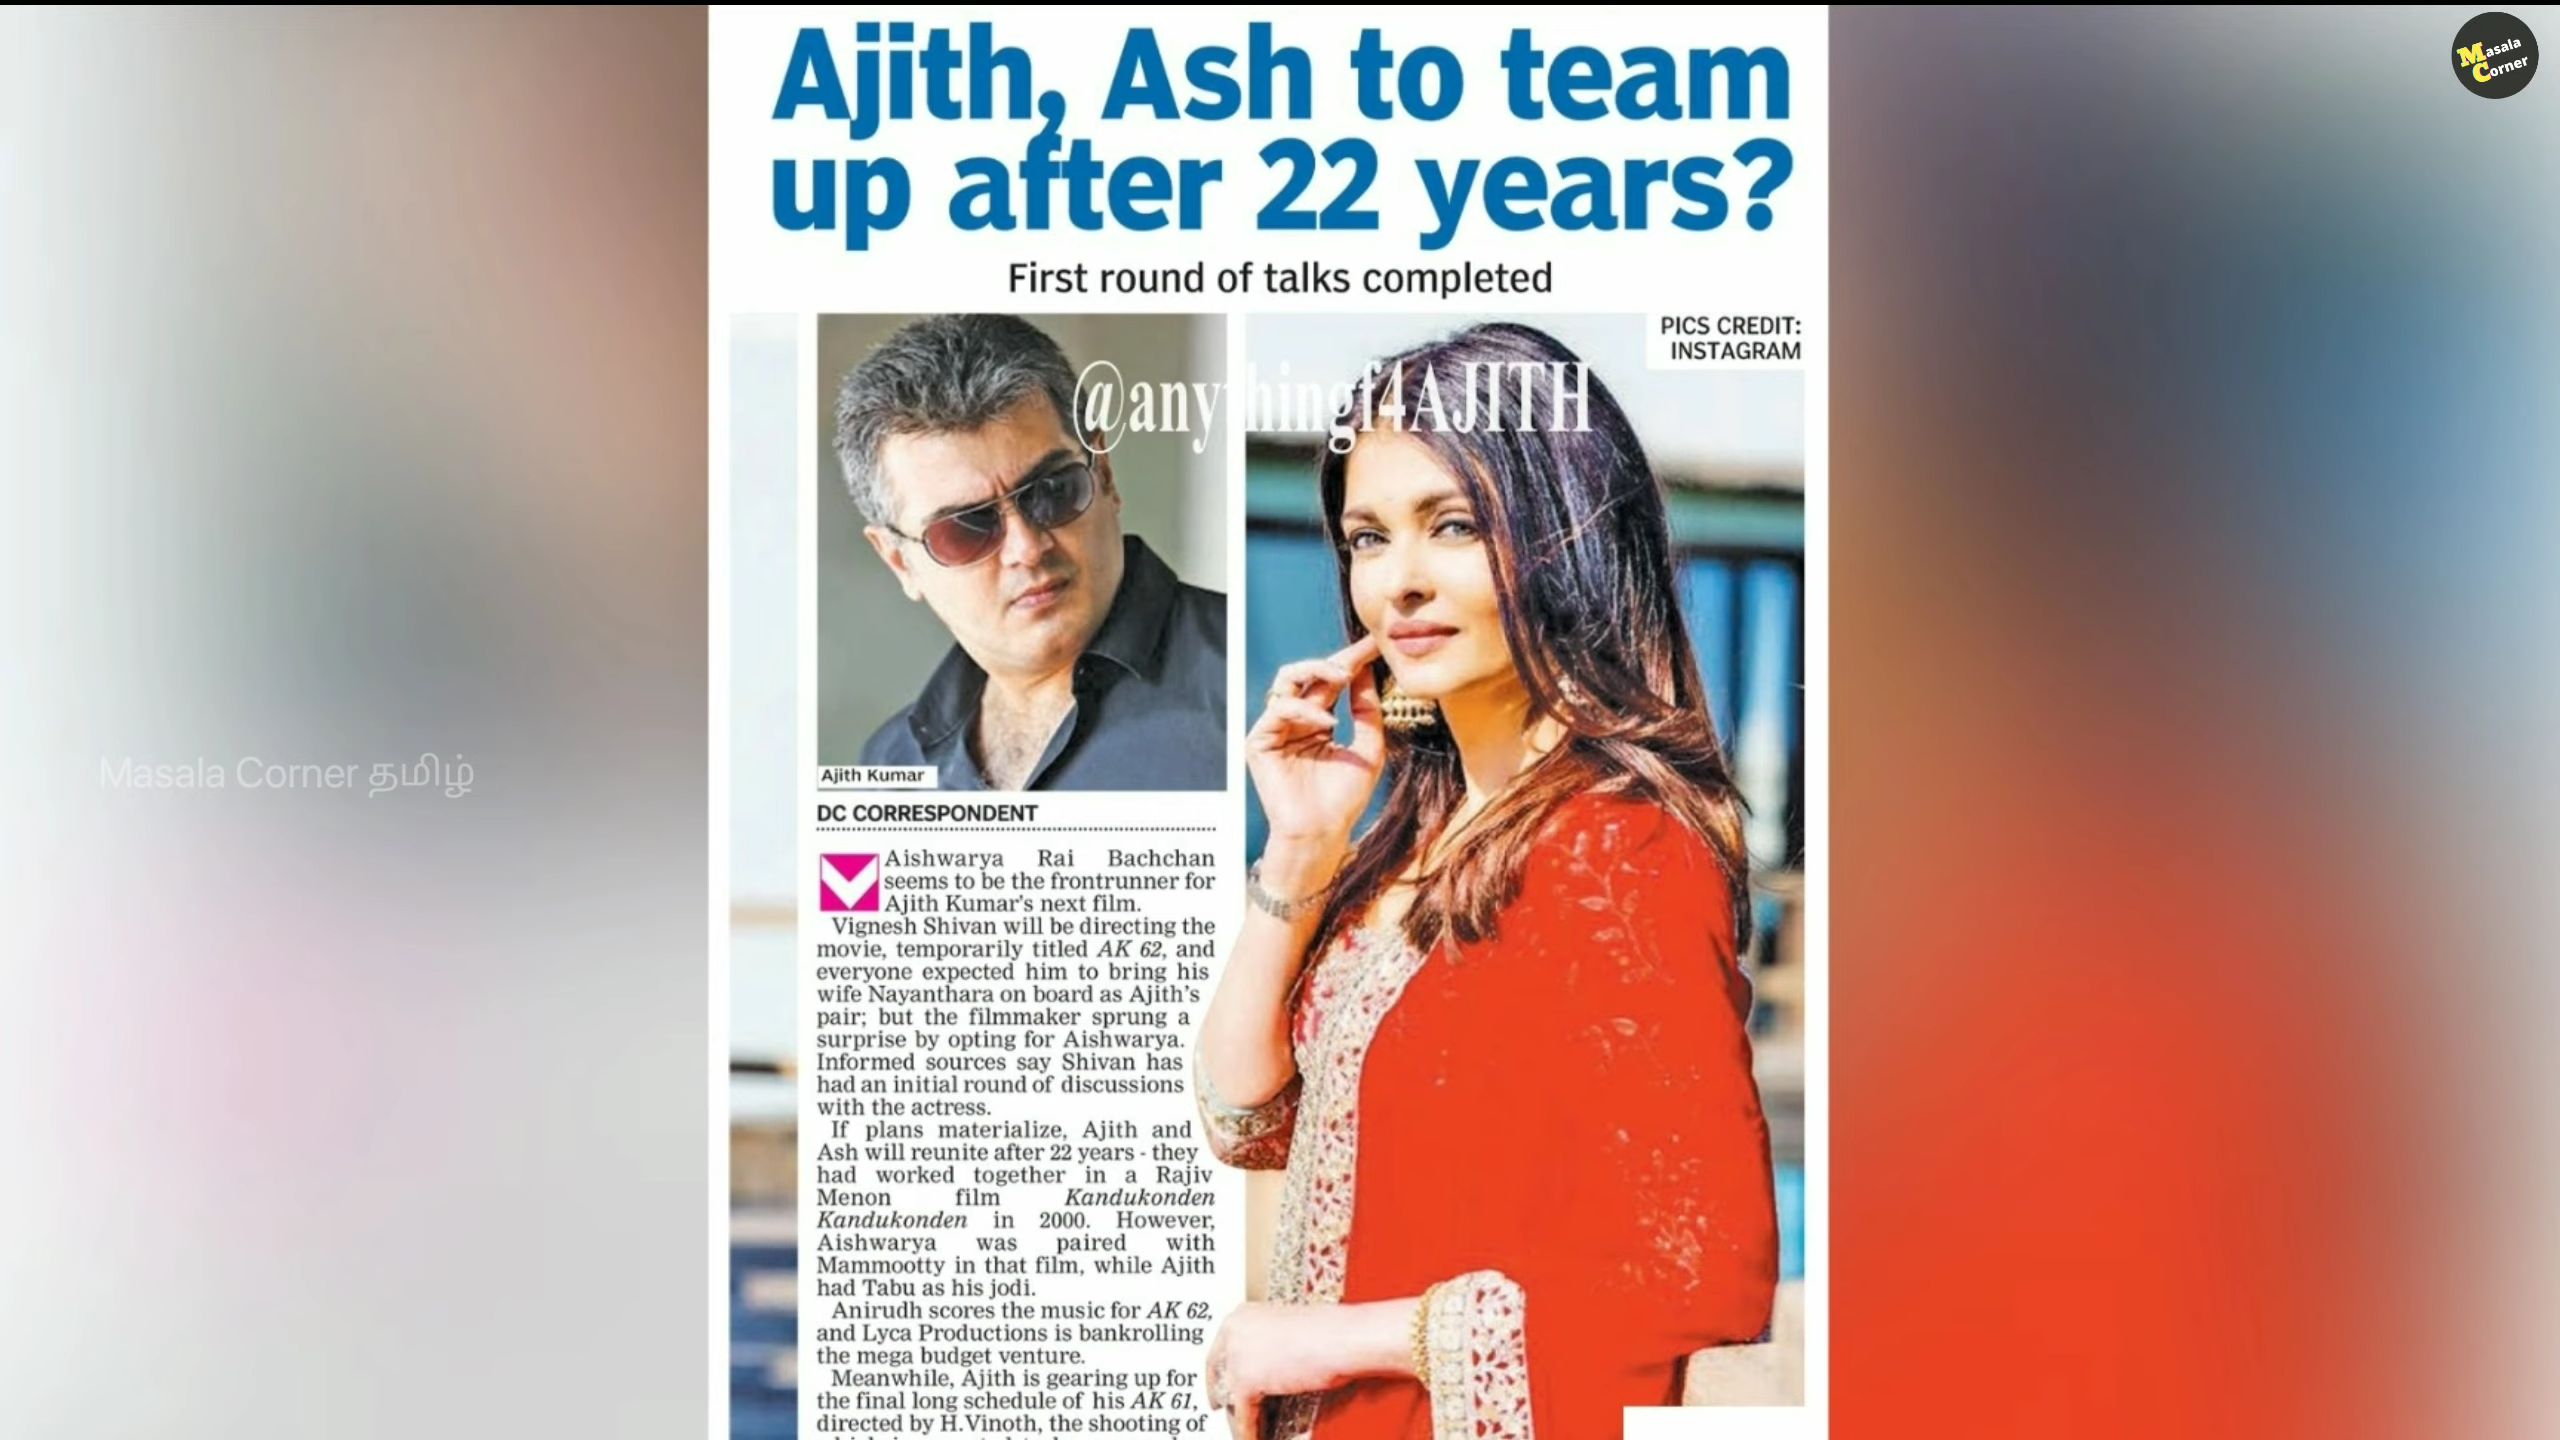 Masala
Corner
Ajith, Ash to team
up after 22 years?
First round of talks completed
PICS CREDIT:
INSTAGRAM
@anythingf4AJITH
Ajith Kumar
Masala Corner தமிழ்
DC CORRESPONDENT
Aishwarya Rai Bachchan
seems to be the frontrunner for
Ajith Kumar's next film.
Vignesh Shivan will be directing the
movie, temporarily titled AK 62, and
everyone expected him to bring his
wife Nayanthara on board as Ajith's
pair; but the filmmaker sprung a
surprise by opting for Aishwarya.
Informed sources say Shivan has
had an initial round of discussions
with the actress.
If plans materialize, Ajith and
Ash will reunite after 22 years - they
had worked together in a Rajiv
Menon film Kandukonden
Kandukonden in 2000. However,
Aishwarya was paired with
Mammootty in that film, while Ajith
had Tabu as his jodi.
Anirudh scores the music for AK 62,
and Lyca Productions is bankrolling
the mega budget venture.
Meanwhile, Ajith is gearing up for
the final long schedule of his AK 61,
directed by H.Vinoth, the shooting of